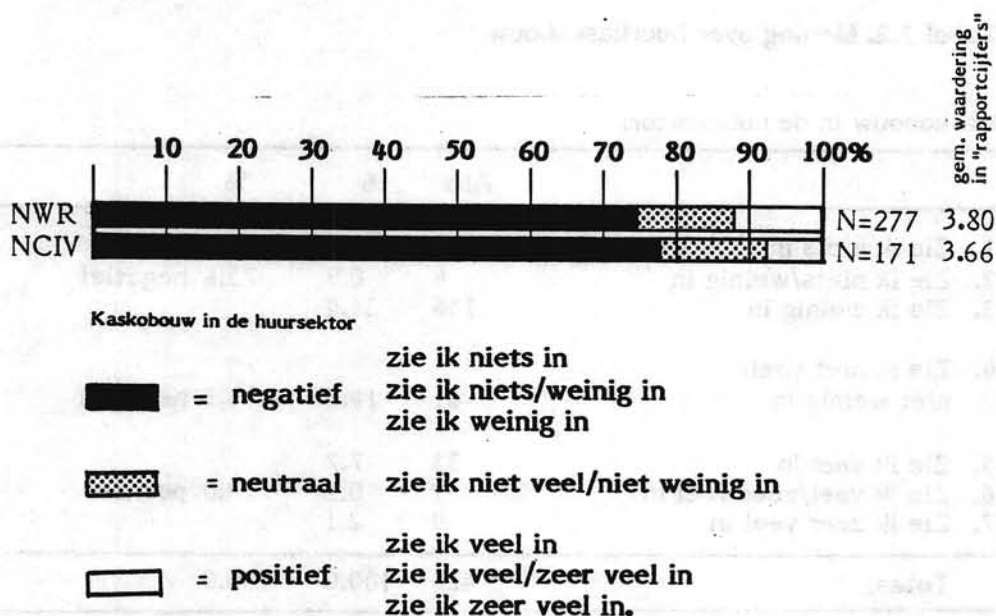 gem. waardering
in "rapportcijfers"
10 20 30 40 50 60 70 80 90 100%
NWR N=277 3.80
NCIV N=171 3.66
Kaskobouw in de huursektor
zie ik niets in
= negatief zie ik niets/weinig in
zie ik weinig in
= neutraal zie ik niet veel/niet weinig in
zie ik veel in
= positief zie ik veel/zeer veel in
zie ik zeer veel in.